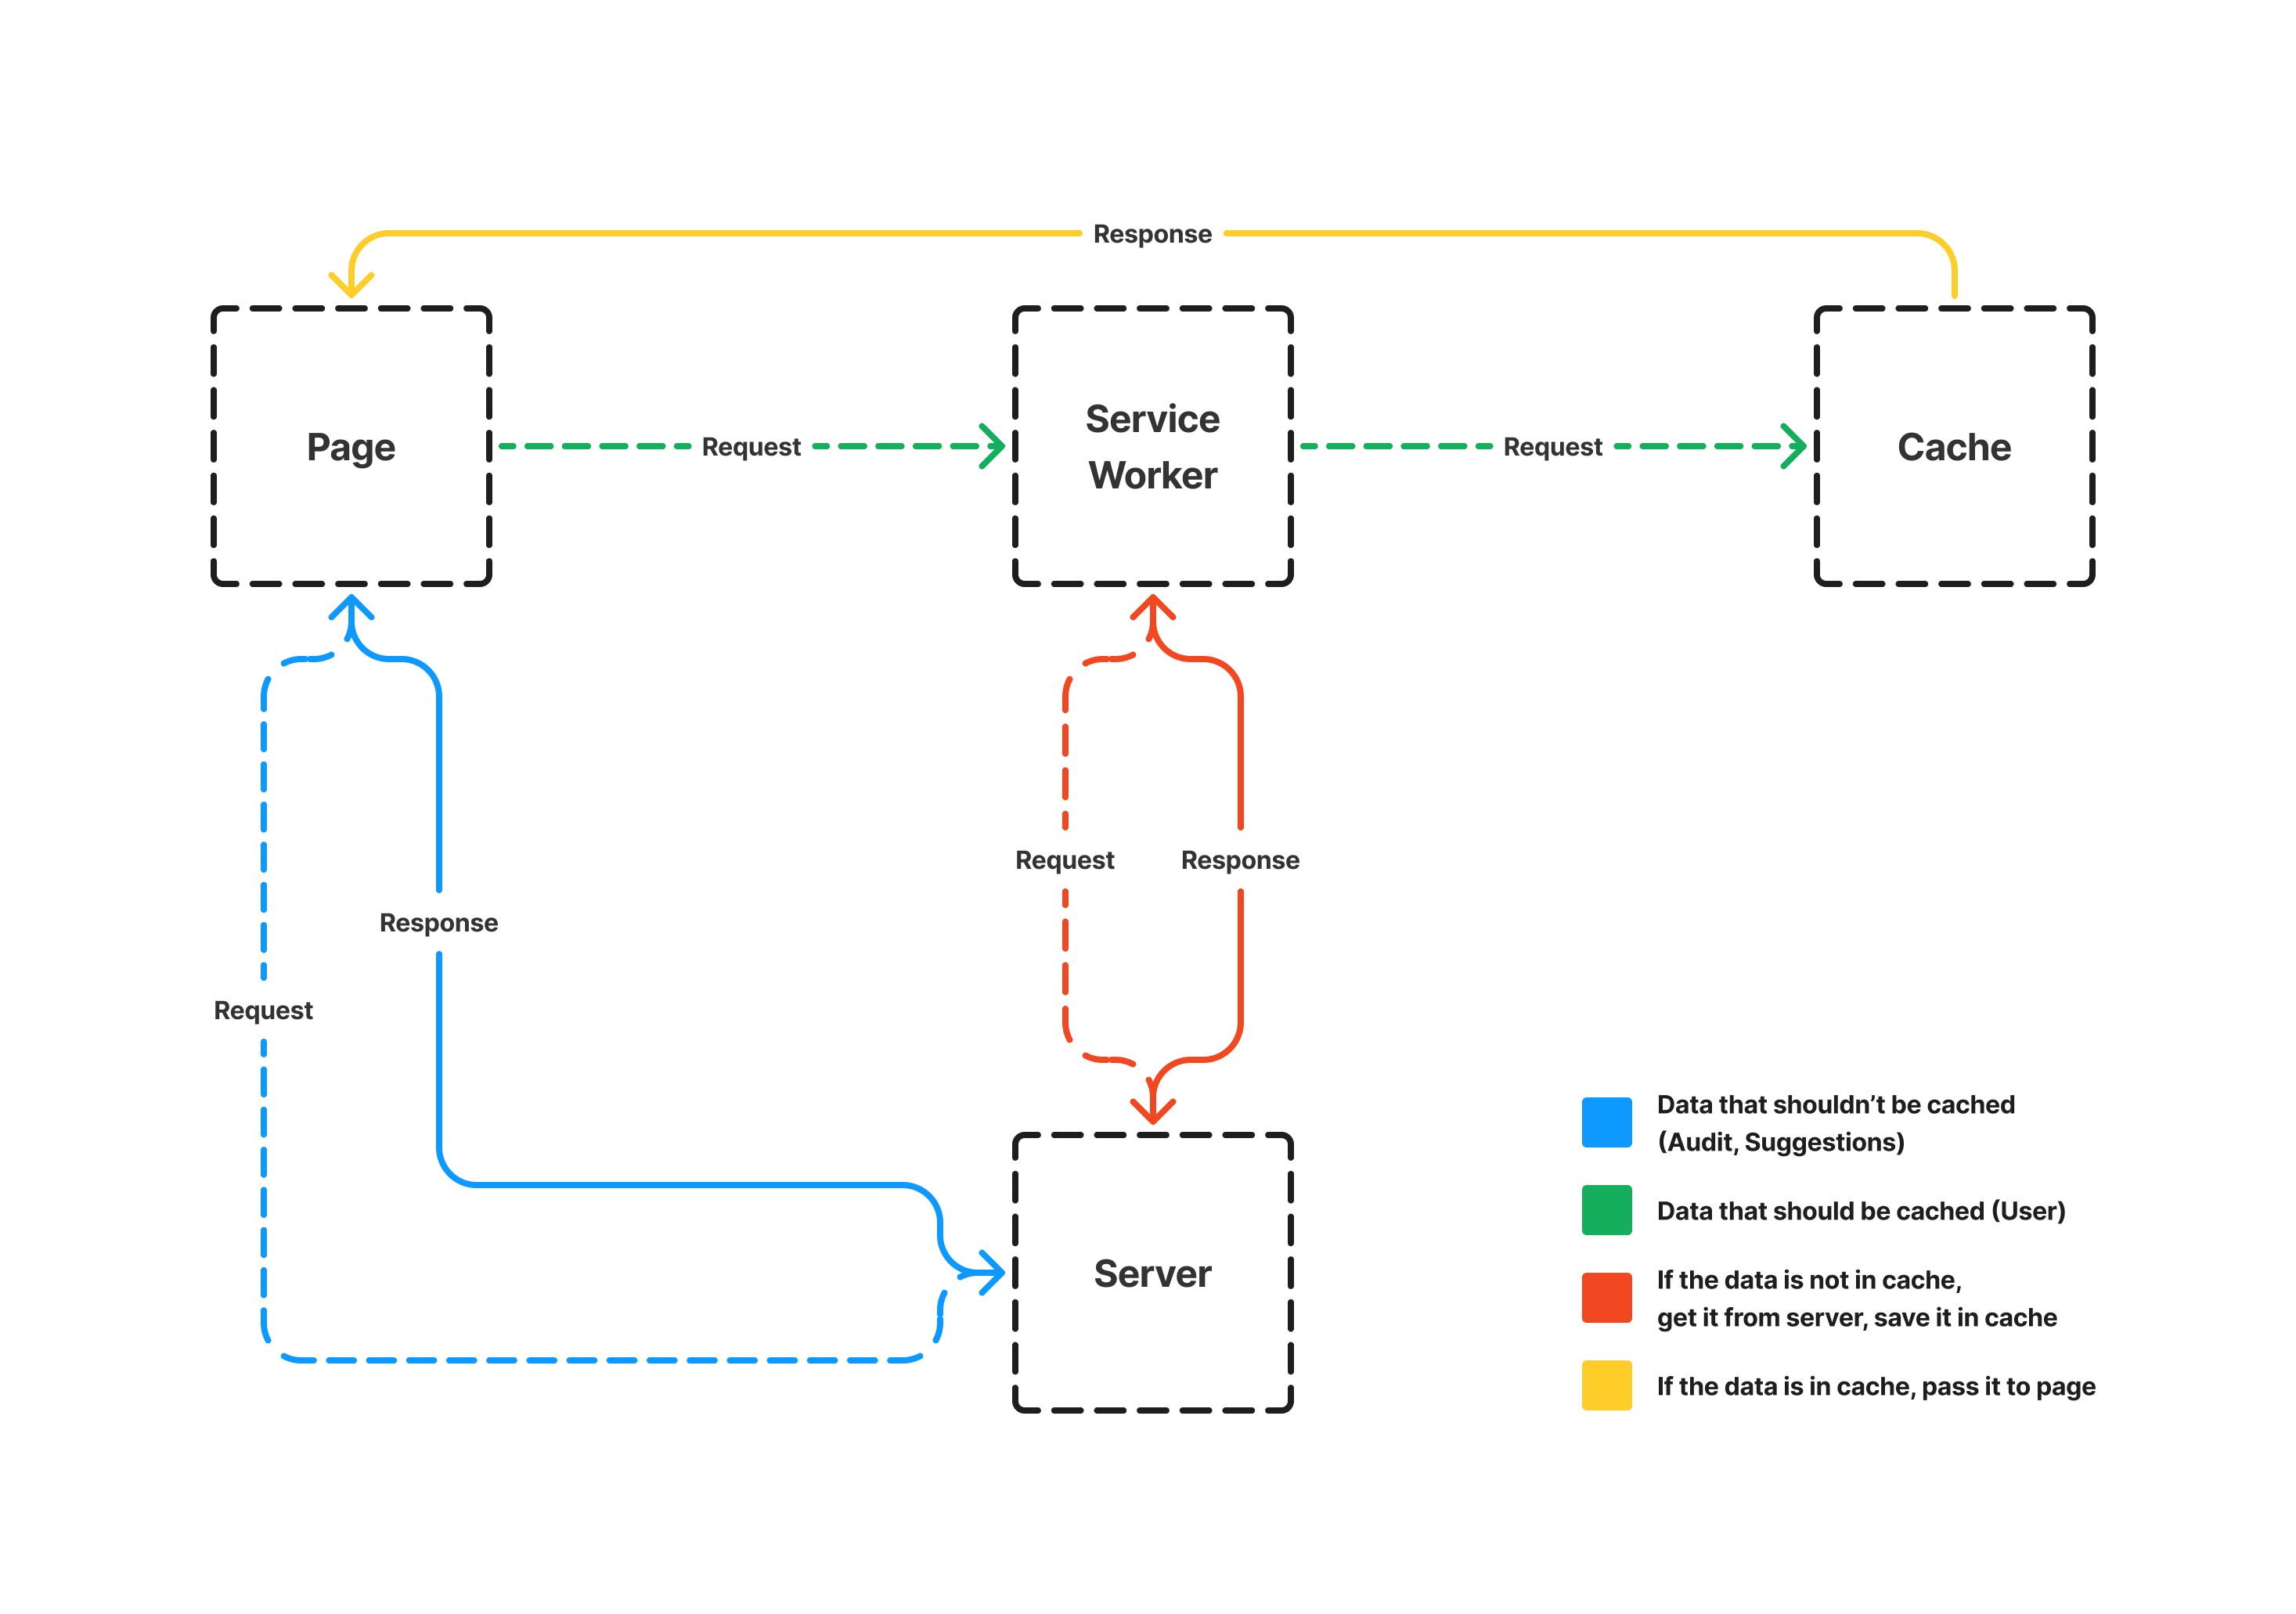 Response
Page
Request
Service
Worker
Request
Cache
Request
Response
Response
Request
Server
Data that shouldn’t be cached
(Audit, Suggestions)
Data that should be cached (User)
If the data is not in cache,
get it from server, save it in cache
If the data is in cache, pass it to page